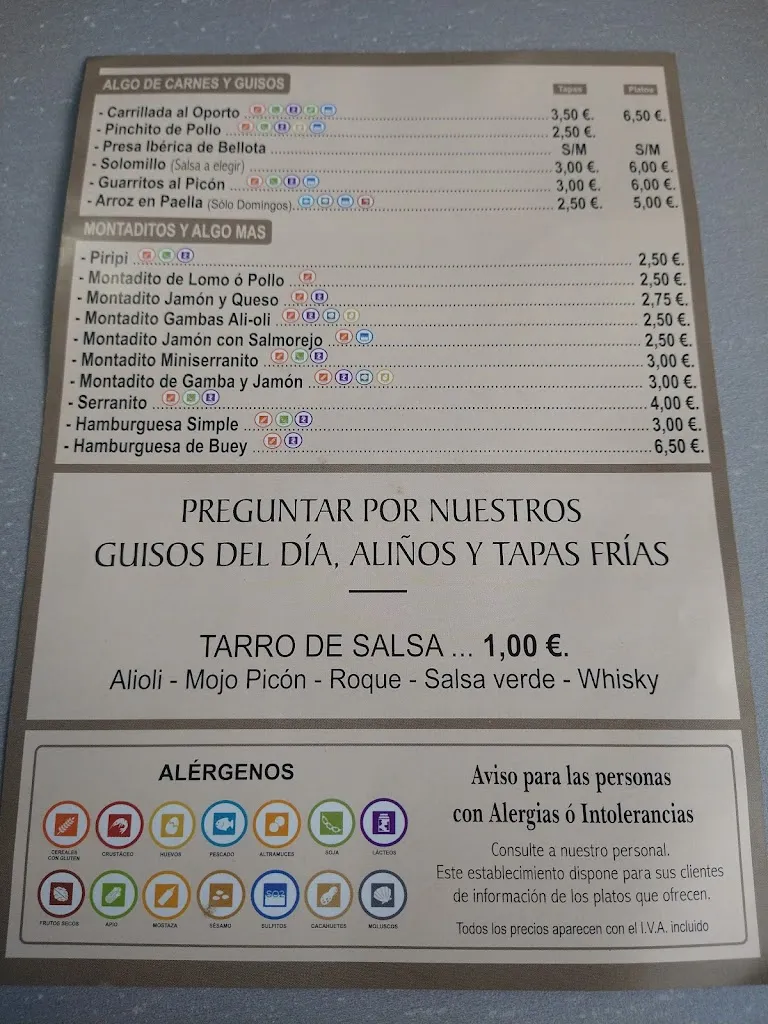 ALGO DE CARNES Y GUISOS Tapas Platos
- Carrillada al Oporto 3,50 €. 6,50 €.
- Pinchito de Pollo 2,50 €.
- Presa Ibérica de Bellota S/M S/M
- Solomillo (Salsa a elegir) 3,00 €. 6,00 €.
- Guarritos al Picón 3,00 €. 6,00 €.
- Arroz en Paella (Sólo Domingos) 2,50 €. 5,00 €.
MONTADITOS Y ALGO MAS
- Piripi 2,50 €.
- Montadito de Lomo ó Pollo 2,50 €.
- Montadito Jamón y Queso 2,75 €.
- Montadito Gambas Ali-oli 2,50 €.
- Montadito Jamón con Salmorejo 2,50 €.
- Montadito Miniserranito 3,00 €.
- Montadito de Gamba y Jamón 3,00 €.
- Serranito 4,00 €.
- Hamburguesa Simple 3,00 €.
- Hamburguesa de Buey 6,50 €.
PREGUNTAR POR NUESTROS
GUISOS DEL DÍA, ALIÑOS Y TAPAS FRÍAS
TARRO DE SALSA ... 1,00 €.
Alioli - Mojo Picón - Roque - Salsa verde - Whisky
ALÉRGENOS
CEREALES CON GLUTEN CRUSTÁCEO HUEVOS PESCADO ALTRAMUCES SOJA LÁCTEOS
SO2
FRUTOS SECOS APIO MOSTAZA SÉSAMO SULFITOS CACAHUETES MOLUSCOS
Aviso para las personas
con Alergias ó Intolerancias
Consulte a nuestro personal.
Este establecimiento dispone para sus clientes
de información de los platos que ofrecen.
Todos los precios aparecen con el I.V.A. incluido